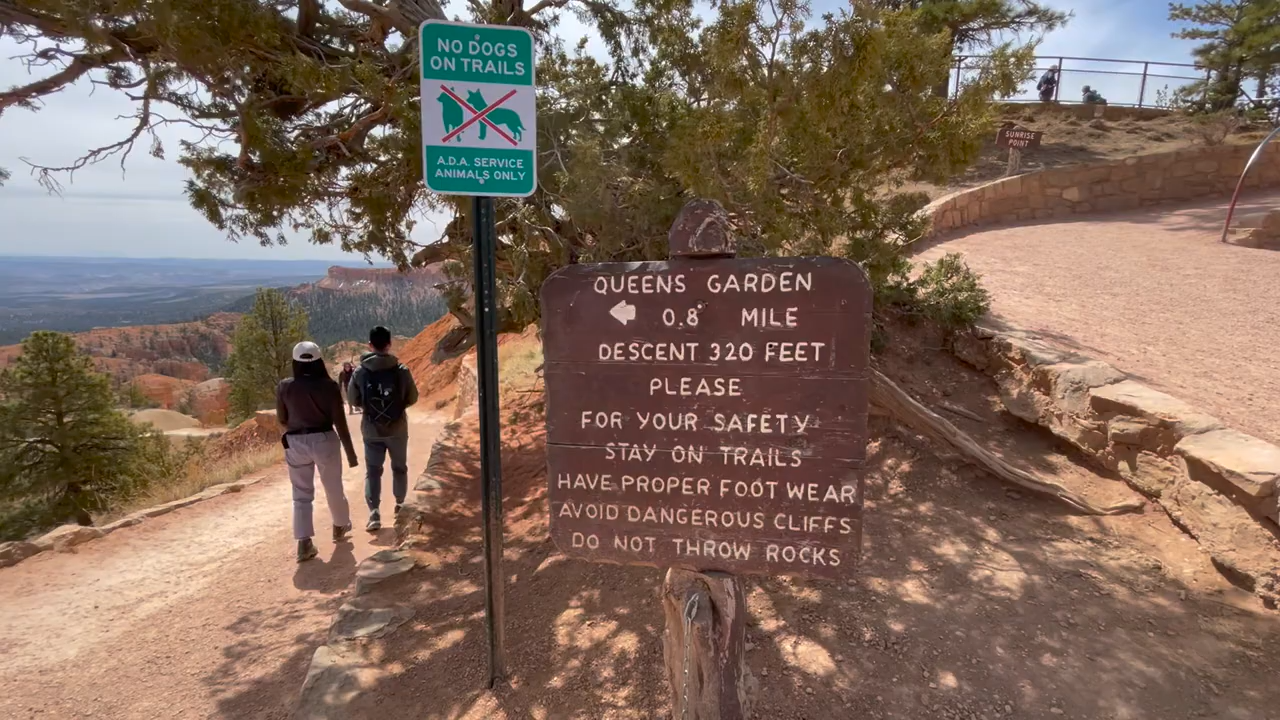 NO DOGS
ON TRAILS
A.D.A. SERVICE
ANIMALS ONLY
SUNRISE
POINT
QUEENS GARDEN
0.8 MILE
DESCENT 320 FEET
PLEASE
FOR YOUR SAFETY
STAY ON TRAILS
HAVE PROPER FOOT WEAR
AVOID DANGEROUS CLIFFS
DO NOT THROW ROCKS